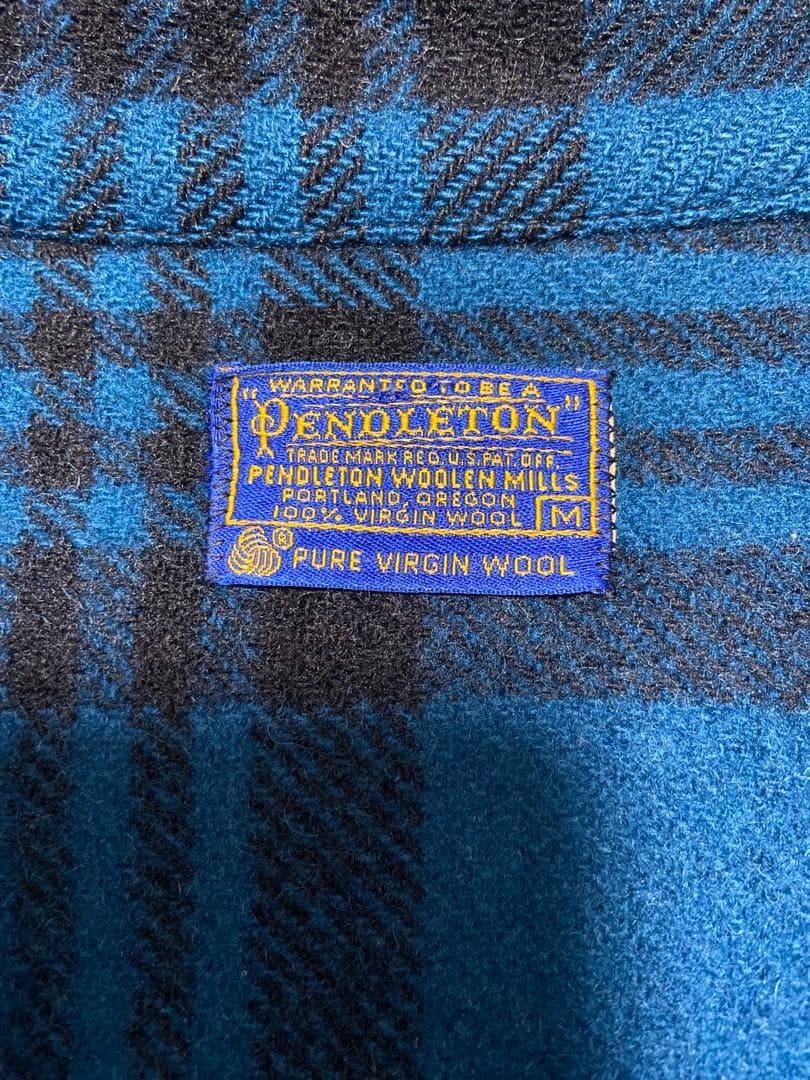 WARRANTED TO BE A
"PENDLETON"
TRADE MARK REG. U.S. PAT. OFF.
PENDLETON WOOLEN MILLS
PORTLAND, OREGON
100% VIRGIN WOOL M
® PURE VIRGIN WOOL